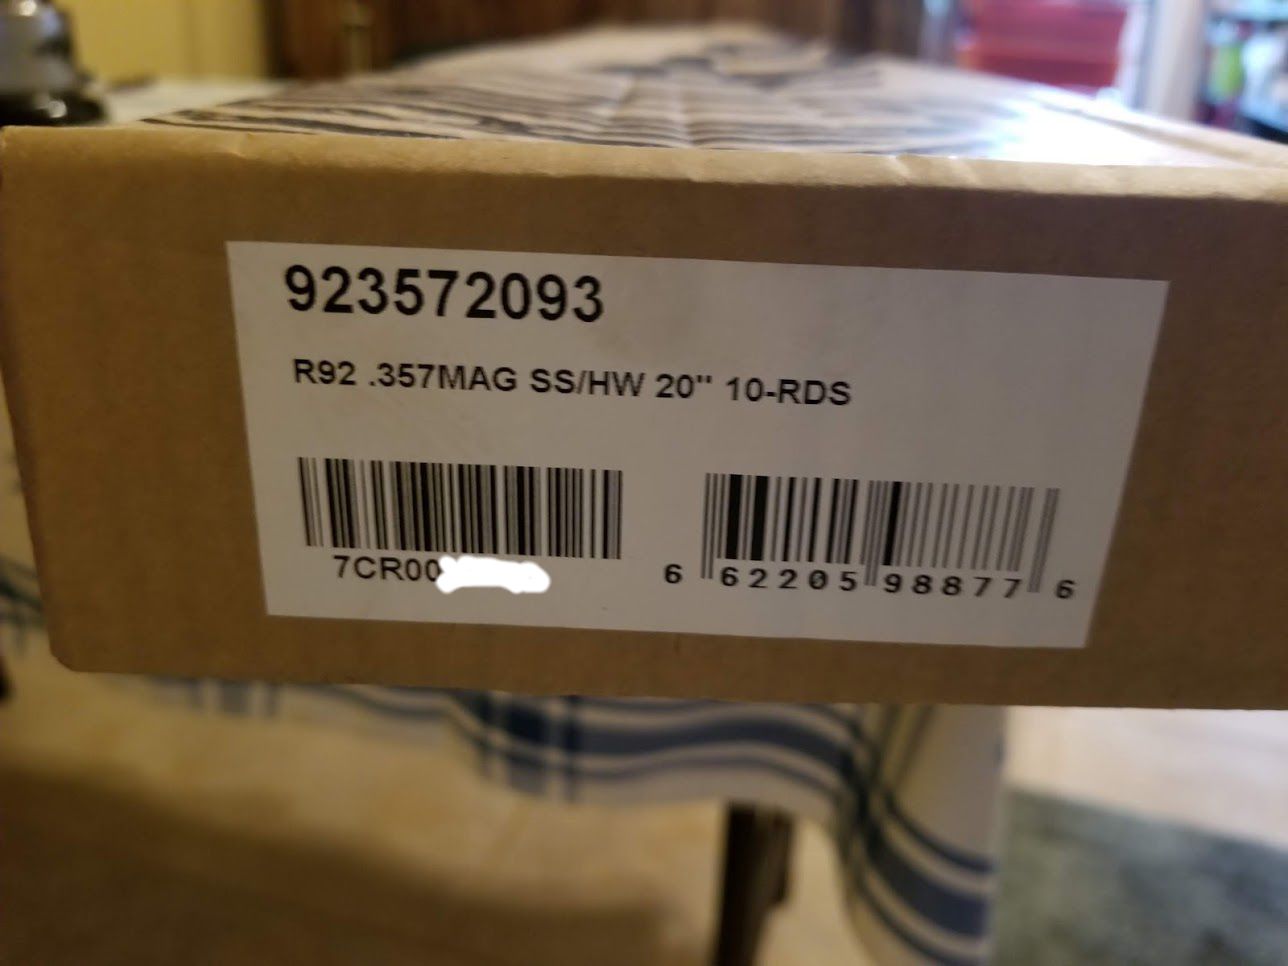 923572093
R92 .357MAG SS/HW 20" 10-RDS
7CR00
6 62205 98877 6